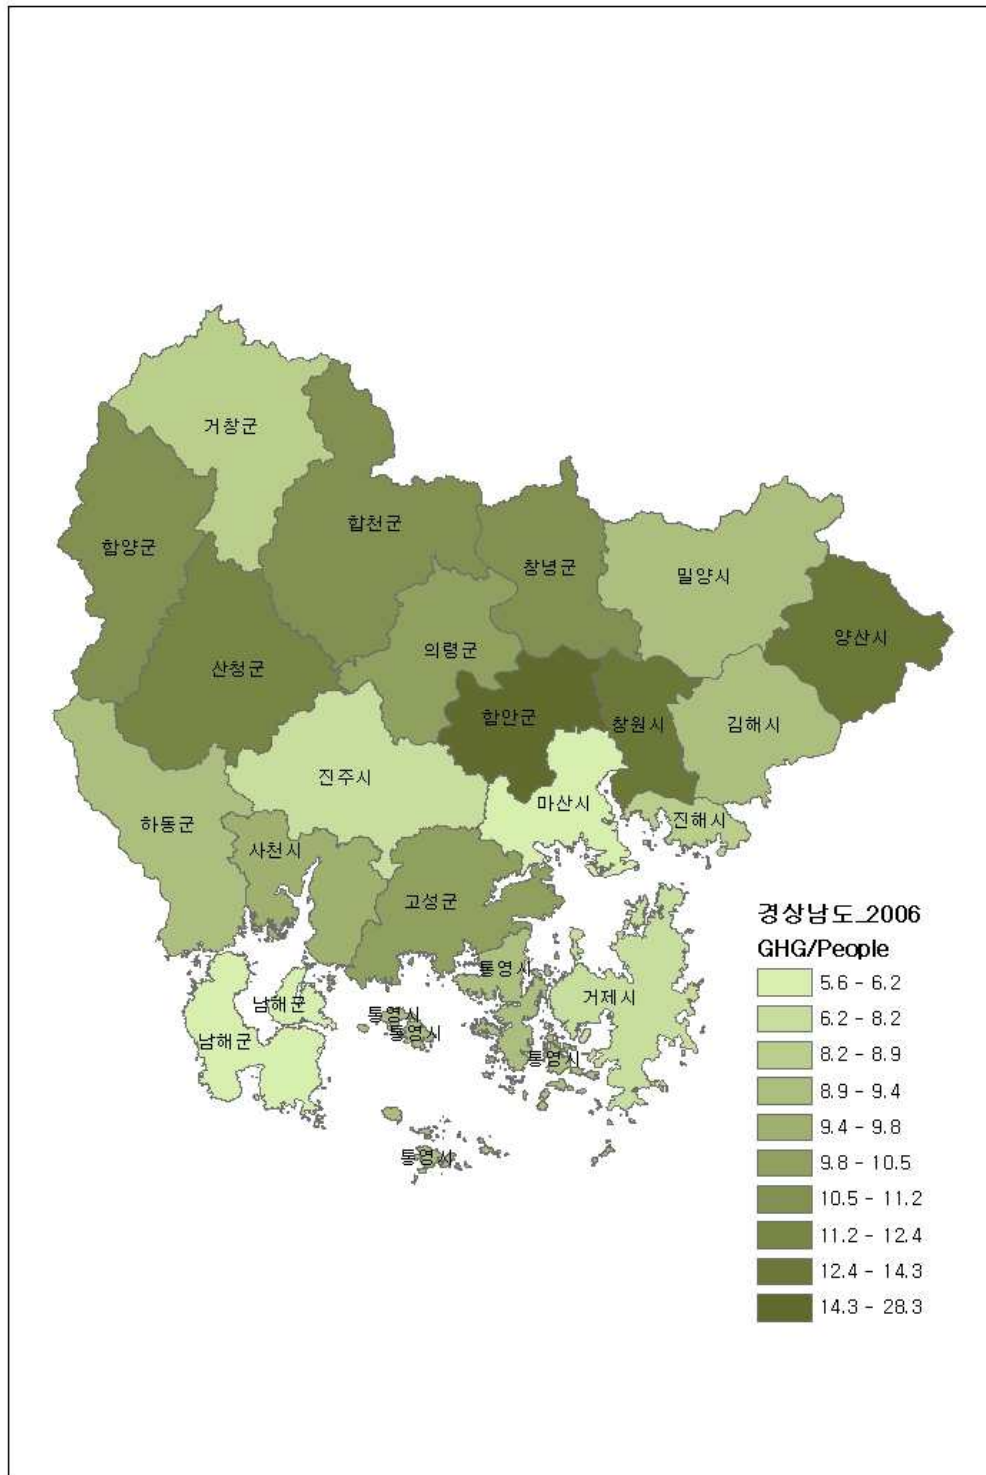 거창군
합천군
함양군
창녕군
밀양시
양산시
의령군
산청군
함안군
창원시
김해시
진주시
마산시
진해시
하동군
사천시
고성군
통영시
거제시
남해군
통영시
통영시
남해군
통영시
통영시
경상남도_2006
GHG/People
5.6 - 6.2
6.2 - 8.2
8.2 - 8.9
8.9 - 9.4
9.4 - 9.8
9.8 - 10.5
10.5 - 11.2
11.2 - 12.4
12.4 - 14.3
14.3 - 28.3